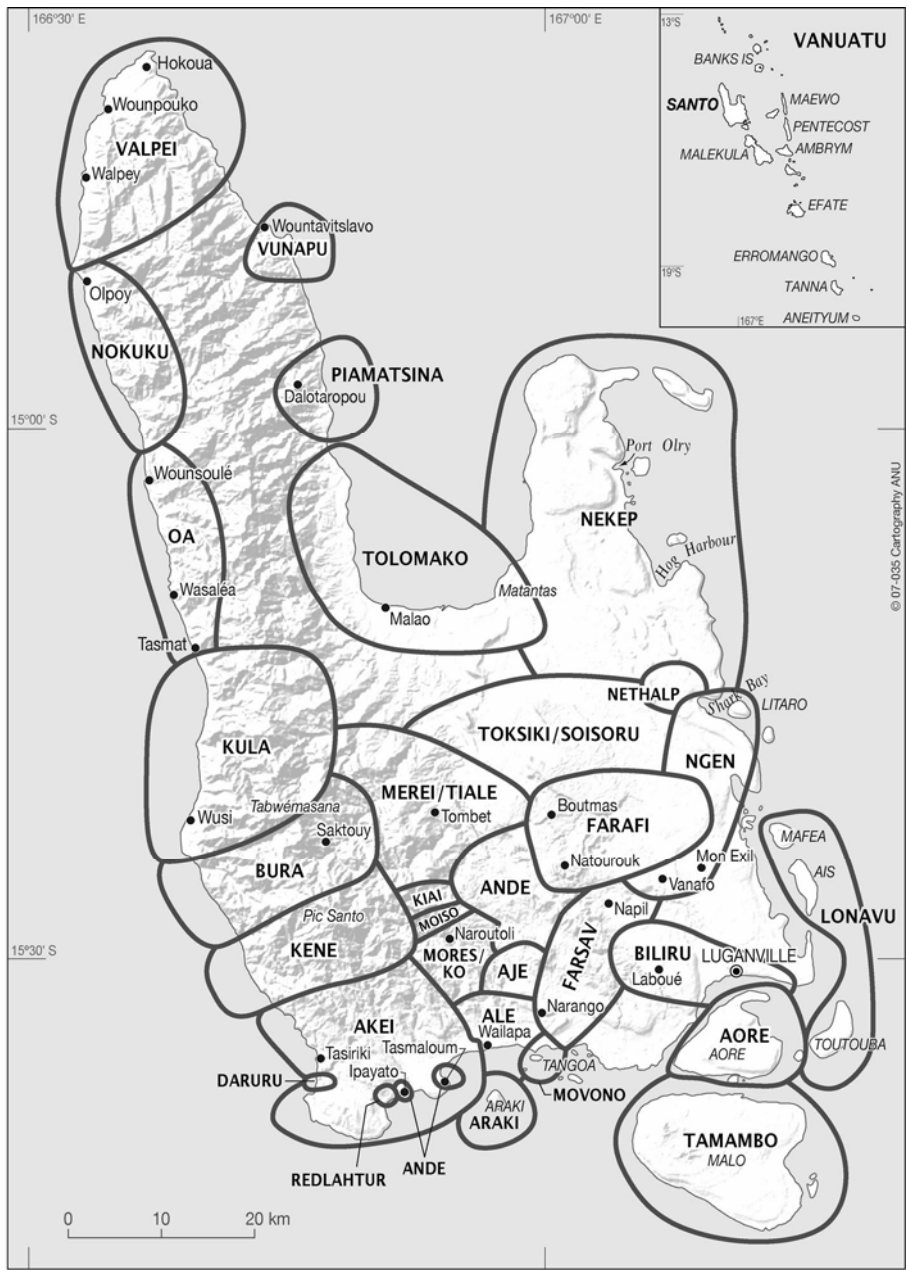 166°30' E
167°00' E
13°S
VANUATU
BANKS IS
SANTO
MAEWO
PENTECOST
MALEKULA
AMBRYM
EFATE
ERROMANGO
19°S
TANNA
167°E
ANEITYUM
Hokoua
Wounpouko
VALPEI
Walpey
Wountavitslavo
VUNAPU
Olpoy
NOKUKU
PIAMATSINA
Dalotaropou
15°00' S
Port Olry
Wounsoulé
NEKEP
OA
TOLOMAKO
Hog Harbour
Wasaléa
Matantas
Malao
Tasmat
NETHALP
Shark Bay
LITARO
TOKSIKI/SOISORU
KULA
NGEN
MEREI/TIALE
Tabwémasana
Boutmas
Wusi
Tombet
FARAFI
Saktouy
MAFEA
BURA
Natourouk
Mon Exil
AIS
ANDE
Vanafo
KIAI
Napil
LONAVU
Pic Santo
MOISO
KENE
Naroutoli
15°30' S
MORES/
KO
FARSAV
BILIRU
LUGANVILLE
AJE
Laboué
Narango
AKEI
ALE
AORE
Wailapa
Tasmaloum
TOUTOUBA
AORE
Tasiriki
Ipayato
TANGOA
DARURU
MOVONO
ARAKI
ARAKI
TAMAMBO
MALO
REDLAHTUR
ANDE
0
10
20 km
© 07-035 Cartography ANU